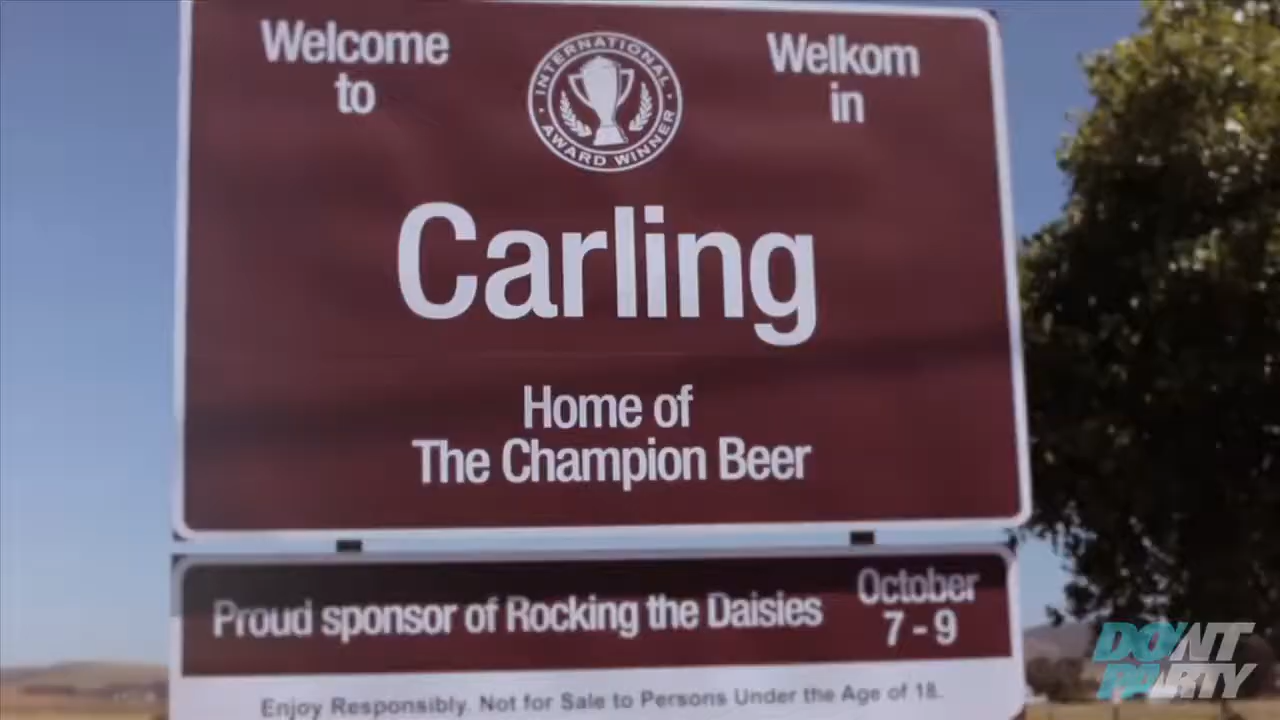 Welcome
to
INTERNATIONAL
AWARD WINNER
Welkom
in
Carling
Home of
The Champion Beer
Proud sponsor of Rocking the Daisies
October
7 - 9
Enjoy Responsibly. Not for Sale to Persons Under the Age of 18.
DON'T
PARTY